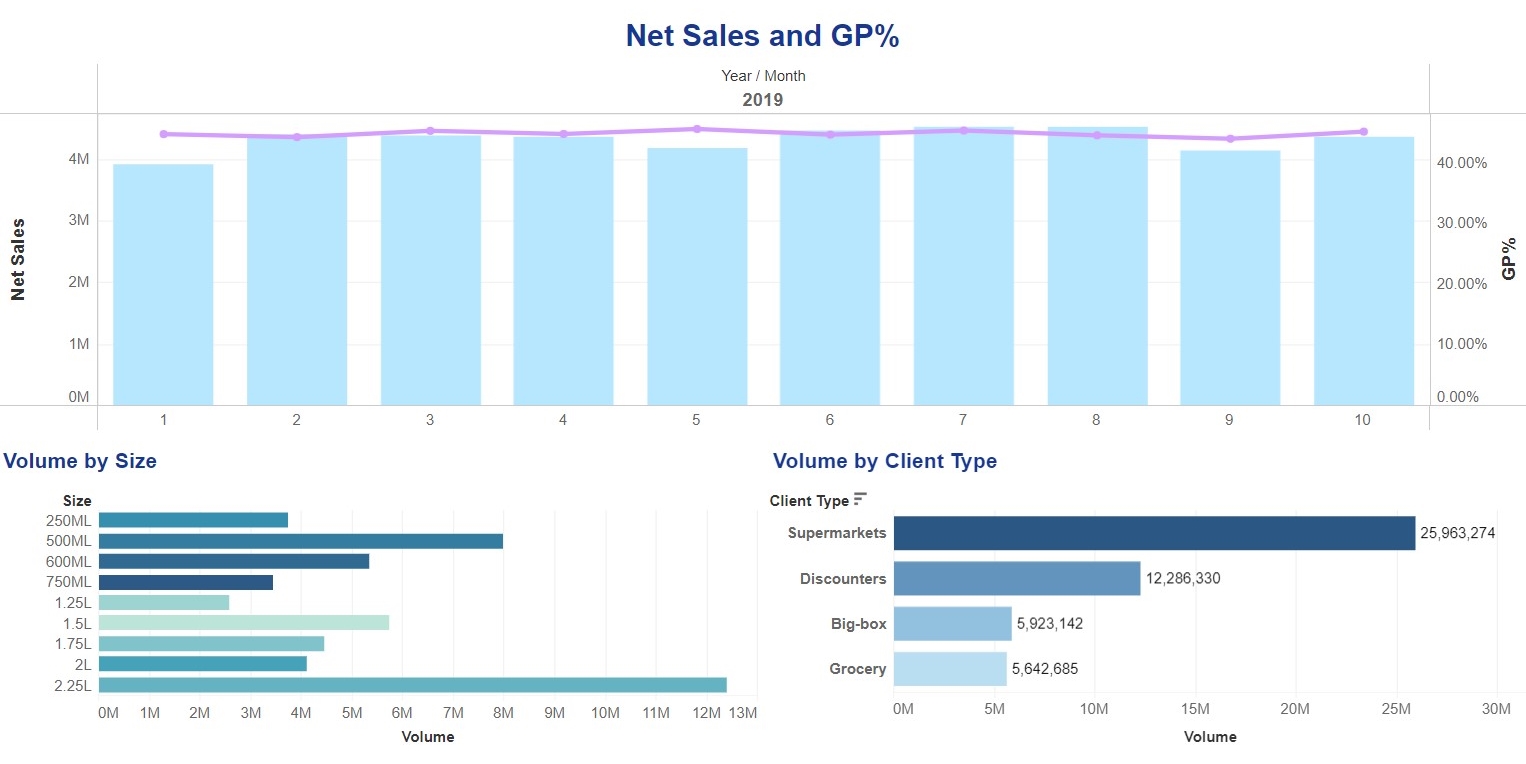 Net Sales and GP%
Year / Month
2019
Net Sales
4M
3M
2M
1M
0M
40.00%
30.00%
20.00%
10.00%
0.00%
GP%
1 2 3 4 5 6 7 8 9 10
Volume by Size
Size
250ML
500ML
600ML
750ML
1.25L
1.5L
1.75L
2L
2.25L
0M 1M 2M 3M 4M 5M 6M 7M 8M 9M 10M 11M 12M 13M
Volume
Volume by Client Type
Client Type
Supermarkets 25,963,274
Discounters 12,286,330
Big-box 5,923,142
Grocery 5,642,685
0M 5M 10M 15M 20M 25M 30M
Volume